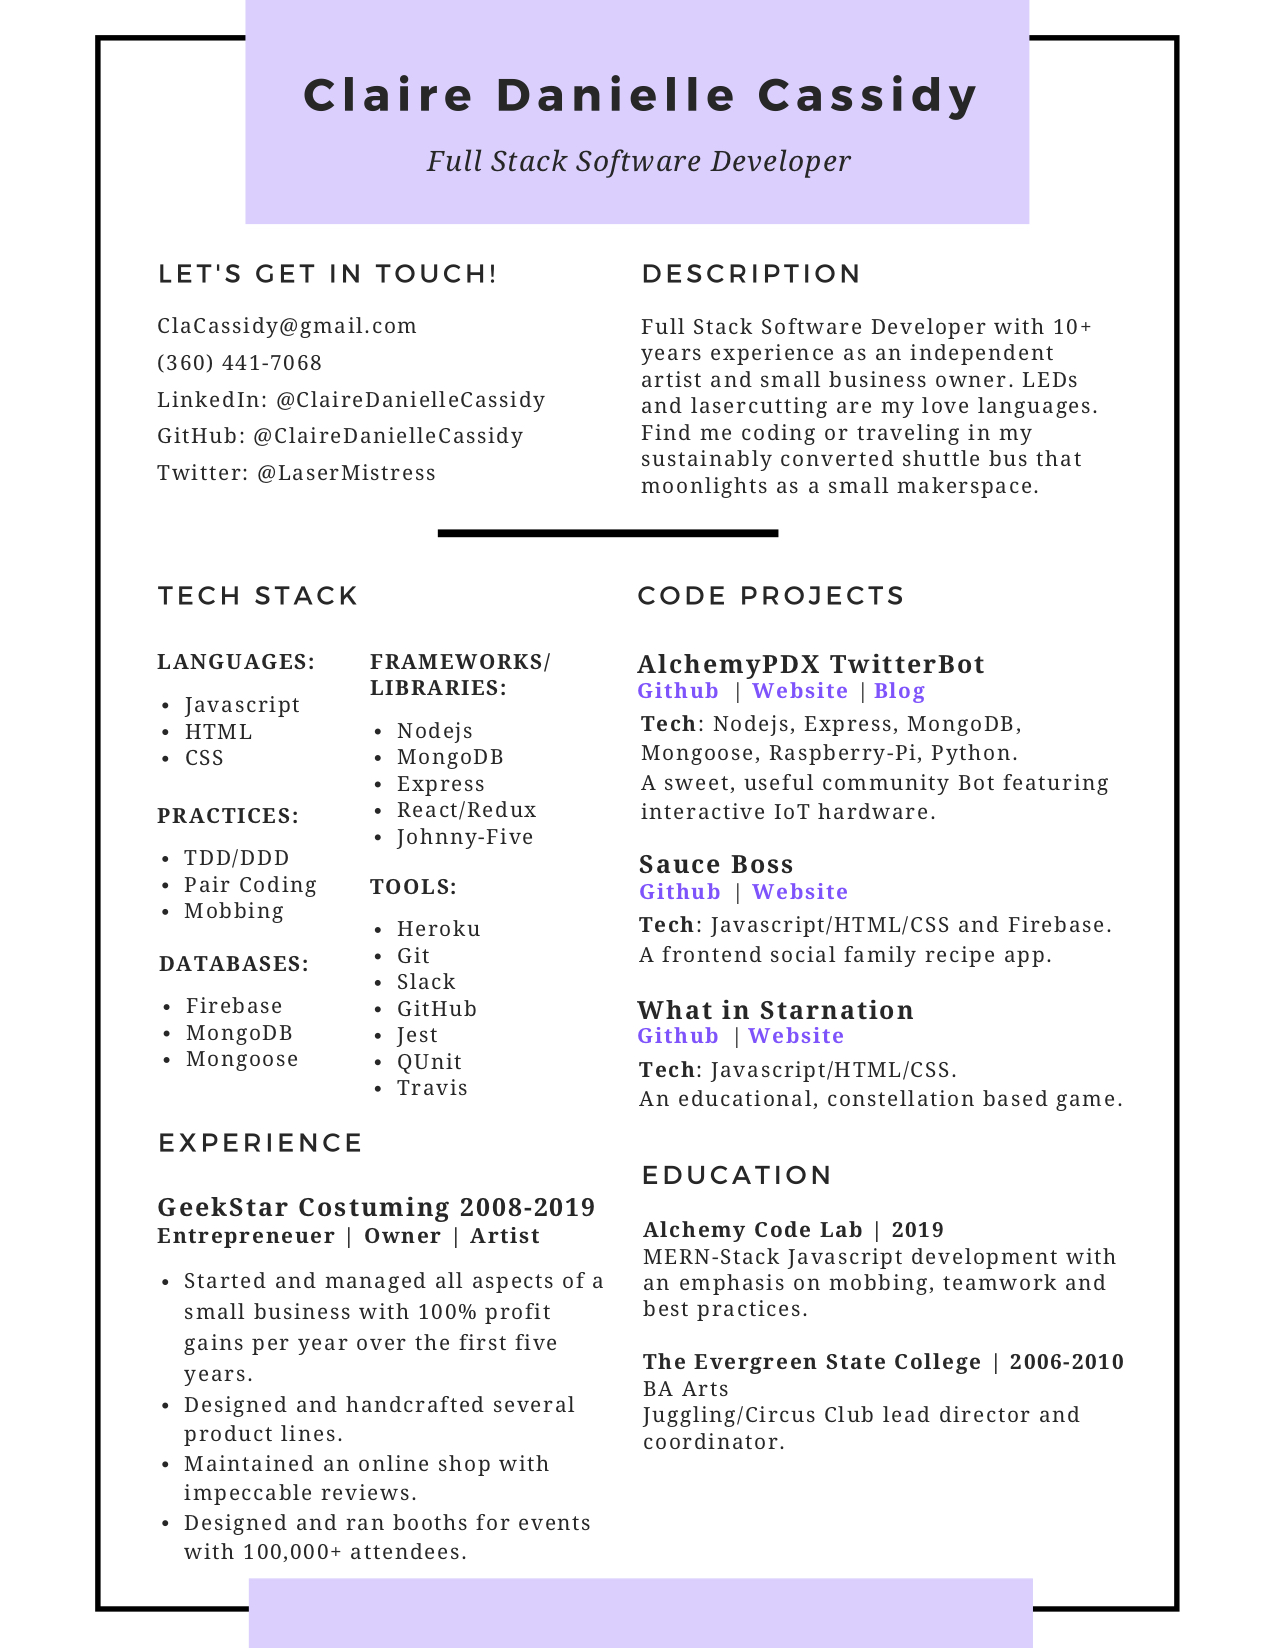 Claire Danielle Cassidy
Full Stack Software Developer
LET'S GET IN TOUCH!
ClaCassidy@gmail.com
(360) 441-7068
LinkedIn: @ClaireDanielleCassidy
GitHub: @ClaireDanielleCassidy
Twitter: @LaserMistress
DESCRIPTION
Full Stack Software Developer with 10+
years experience as an independent
artist and small business owner. LEDs
and lasercutting are my love languages.
Find me coding or traveling in my
sustainably converted shuttle bus that
moonlights as a small makerspace.
TECH STACK
LANGUAGES:
• Javascript
• HTML
• CSS
PRACTICES:
• TDD/DDD
• Pair Coding
• Mobbing
DATABASES:
• Firebase
• MongoDB
• Mongoose
FRAMEWORKS/
LIBRARIES:
• Nodejs
• MongoDB
• Express
• React/Redux
• Johnny-Five
TOOLS:
• Heroku
• Git
• Slack
• GitHub
• Jest
• QUnit
• Travis
EXPERIENCE
GeekStar Costuming 2008-2019
Entrepreneuer | Owner | Artist
• Started and managed all aspects of a
small business with 100% profit
gains per year over the first five
years.
• Designed and handcrafted several
product lines.
• Maintained an online shop with
impeccable reviews.
• Designed and ran booths for events
with 100,000+ attendees.
CODE PROJECTS
AlchemyPDX TwitterBot
Github | Website | Blog
Tech: Nodejs, Express, MongoDB,
Mongoose, Raspberry-Pi, Python.
A sweet, useful community Bot featuring
interactive IoT hardware.
Sauce Boss
Github | Website
Tech: Javascript/HTML/CSS and Firebase.
A frontend social family recipe app.
What in Starnation
Github | Website
Tech: Javascript/HTML/CSS.
An educational, constellation based game.
EDUCATION
Alchemy Code Lab | 2019
MERN-Stack Javascript development with
an emphasis on mobbing, teamwork and
best practices.
The Evergreen State College | 2006-2010
BA Arts
Juggling/Circus Club lead director and
coordinator.